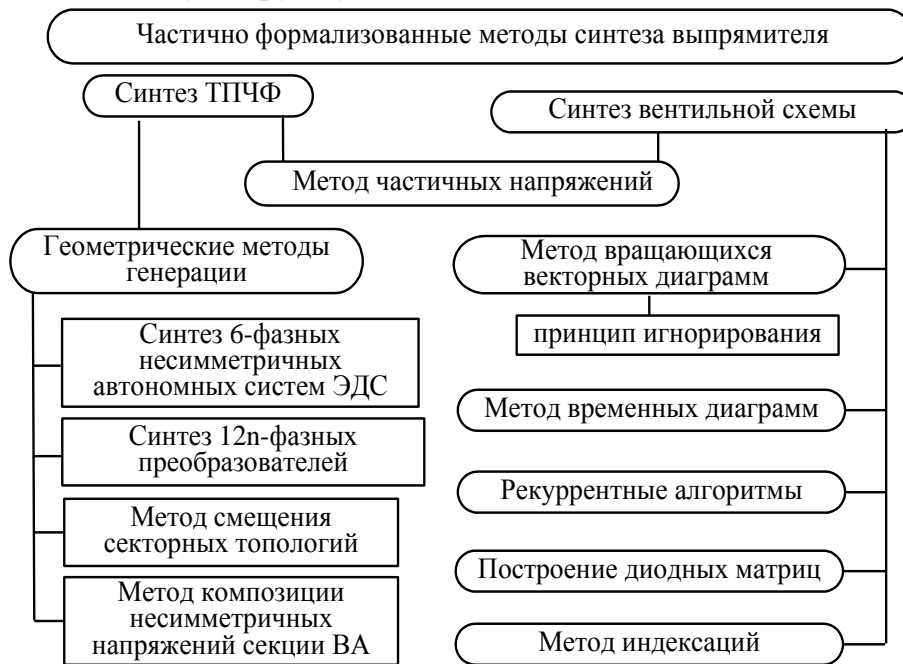 Частично формализованные методы синтеза выпрямителя
Синтез ТПЧФ
Синтез вентильной схемы
Метод частичных напряжений
Геометрические методы
генерации
Синтез 6-фазных
несимметричных
автономных систем ЭДС
Синтез 12n-фазных
преобразователей
Метод смещения
секторных топологий
Метод композиции
несимметричных
напряжений секции ВА
Метод вращающихся
векторных диаграмм
принцип игнорирования
Метод временных диаграмм
Рекуррентные алгоритмы
Построение диодных матриц
Метод индексаций